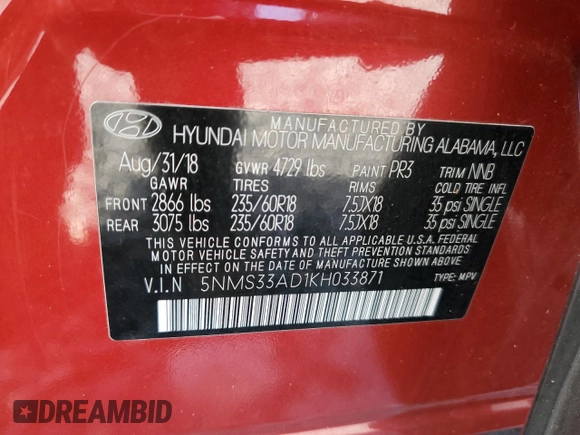 MANUFACTURED BY
HYUNDAI MOTOR MANUFACTURING ALABAMA, LLC
Aug/31/18 GVWR 4729 lbs PAINT PR3 TRIM NNB
GAWR TIRES RIMS COLD TIRE INFL
FRONT 2866 lbs 235/60R18 7.5JX18 35 psi SINGLE
REAR 3075 lbs 235/60R18 7.5JX18 35 psi SINGLE
THIS VEHICLE CONFORMS TO ALL APPLICABLE U.S.A. FEDERAL
MOTOR VEHICLE SAFETY AND THEFT PREVENTION STANDARDS
IN EFFECT ON THE DATE OF MANUFACTURE SHOWN ABOVE.
V.I.N 5NMS33AD1KH033871 TYPE: MPV
DREAMBID